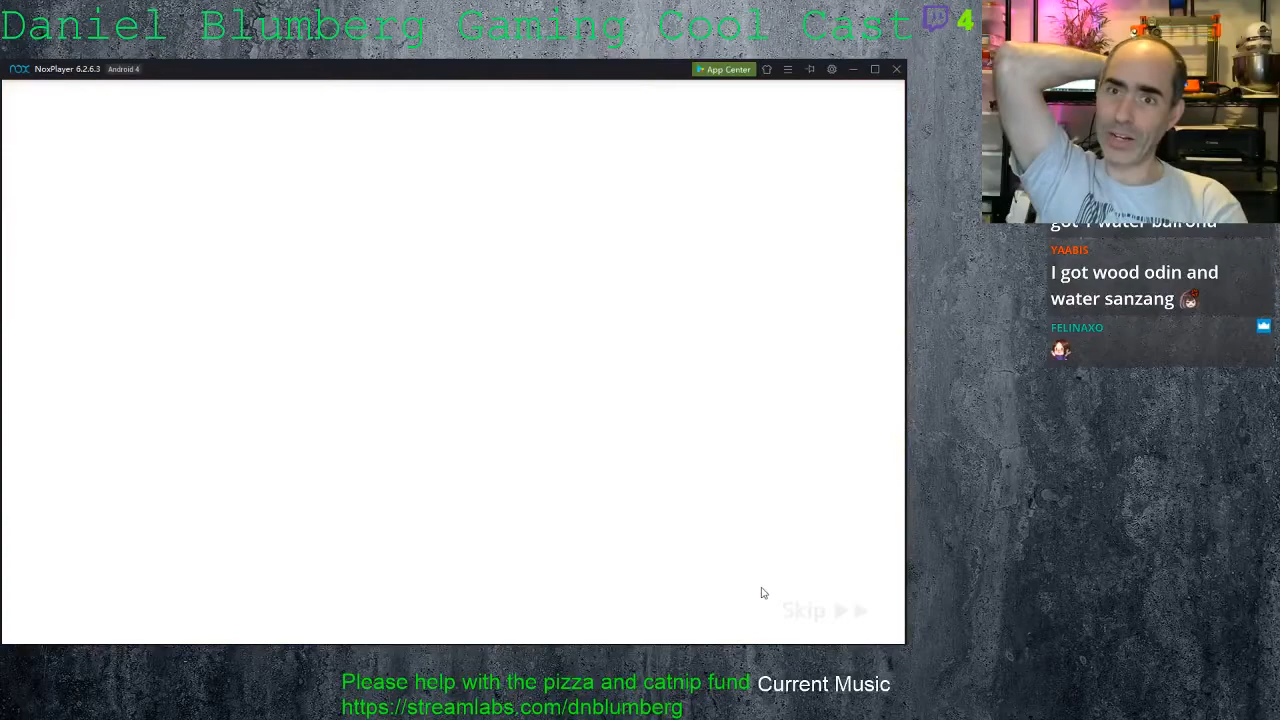 Daniel Blumberg Gaming Cool Cast 4
nox NoxPlayer 6.2.6.3 Android 4 App Center
YAABIS
I got wood odin and
water sanzang
FELINAXO
Skip
Please help with the pizza and catnip fund
https://streamlabs.com/dnblumberg
Current Music